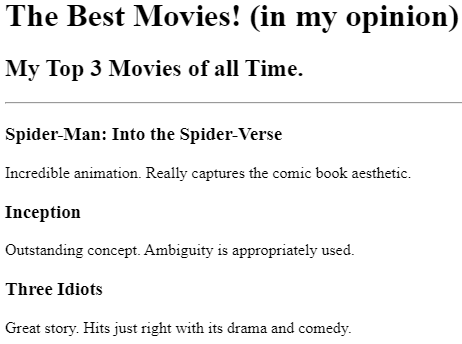 The Best Movies! (in my opinion)
My Top 3 Movies of all Time.
Spider-Man: Into the Spider-Verse
Incredible animation. Really captures the comic book aesthetic.
Inception
Outstanding concept. Ambiguity is appropriately used.
Three Idiots
Great story. Hits just right with its drama and comedy.